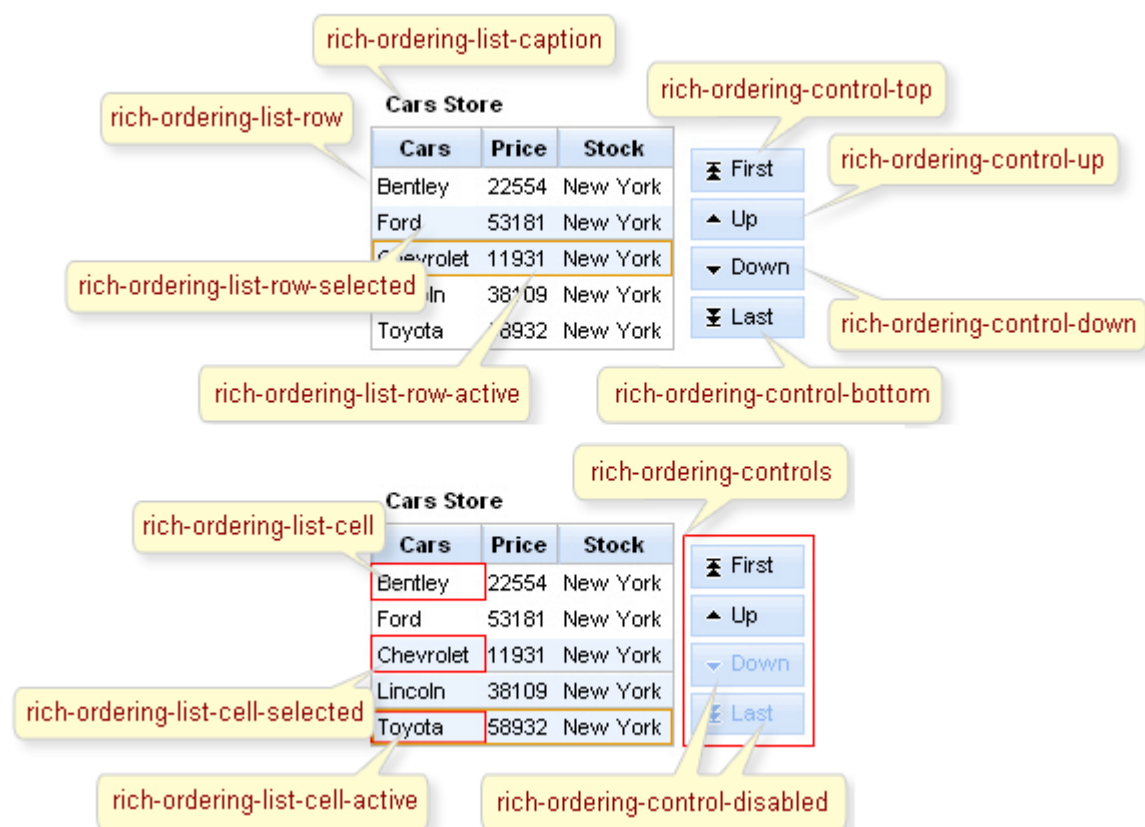 rich-ordering-list-caption
rich-ordering-control-top
Cars Store
rich-ordering-list-row
Cars Price Stock
rich-ordering-control-up
First
Bentley 22554 New York
Up
Ford 53181 New York
Chevrolet 11931 New York
Down
rich-ordering-list-row-selected
38109 New York
Last
rich-ordering-control-down
Toyota New York
rich-ordering-list-row-active
rich-ordering-control-bottom
rich-ordering-controls
Cars Store
rich-ordering-list-cell
Cars Price Stock
First
Bentley 22554 New York
Up
Ford 53181 New York
Chevrolet 11931 New York
Down
Lincoln 38109 New York
rich-ordering-list-cell-selected
Last
Toyota 58932 New York
rich-ordering-list-cell-active
rich-ordering-control-disabled